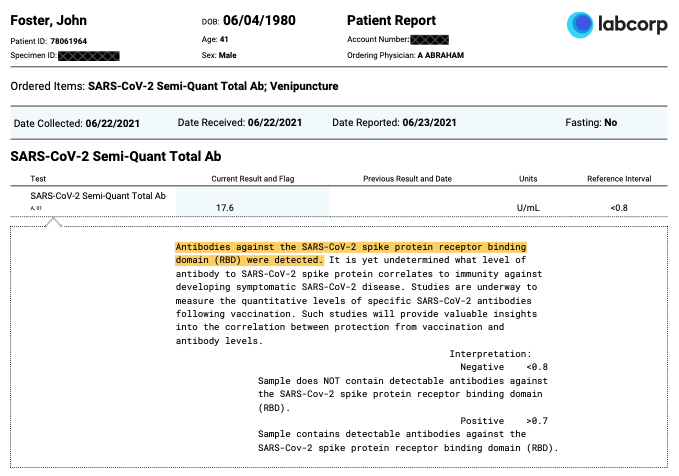 Foster, John
DOB: 06/04/1980
Patient Report
labcorp
Patient ID: 78061964
Age: 41
Account Number:
Specimen ID:
Sex: Male
Ordering Physician: A ABRAHAM
Ordered Items: SARS-CoV-2 Semi-Quant Total Ab; Venipuncture
Date Collected: 06/22/2021 Date Received: 06/22/2021 Date Reported: 06/23/2021 Fasting: No
SARS-CoV-2 Semi-Quant Total Ab
Test Current Result and Flag Previous Result and Date Units Reference Interval
SARS-CoV-2 Semi-Quant Total Ab
A, 01
17.6 U/mL <0.8
Antibodies against the SARS-CoV-2 spike protein receptor binding
domain (RBD) were detected. It is yet undetermined what level of
antibody to SARS-CoV-2 spike protein correlates to immunity against
developing symptomatic SARS-CoV-2 disease. Studies are underway to
measure the quantitative levels of specific SARS-CoV-2 antibodies
following vaccination. Such studies will provide valuable insights
into the correlation between protection from vaccination and
antibody levels.
Interpretation:
Negative <0.8
Sample does NOT contain detectable antibodies against
the SARS-Cov-2 spike protein receptor binding domain
(RBD).
Positive >0.7
Sample contains detectable antibodies against the
SARS-Cov-2 spike protein receptor binding domain (RBD).